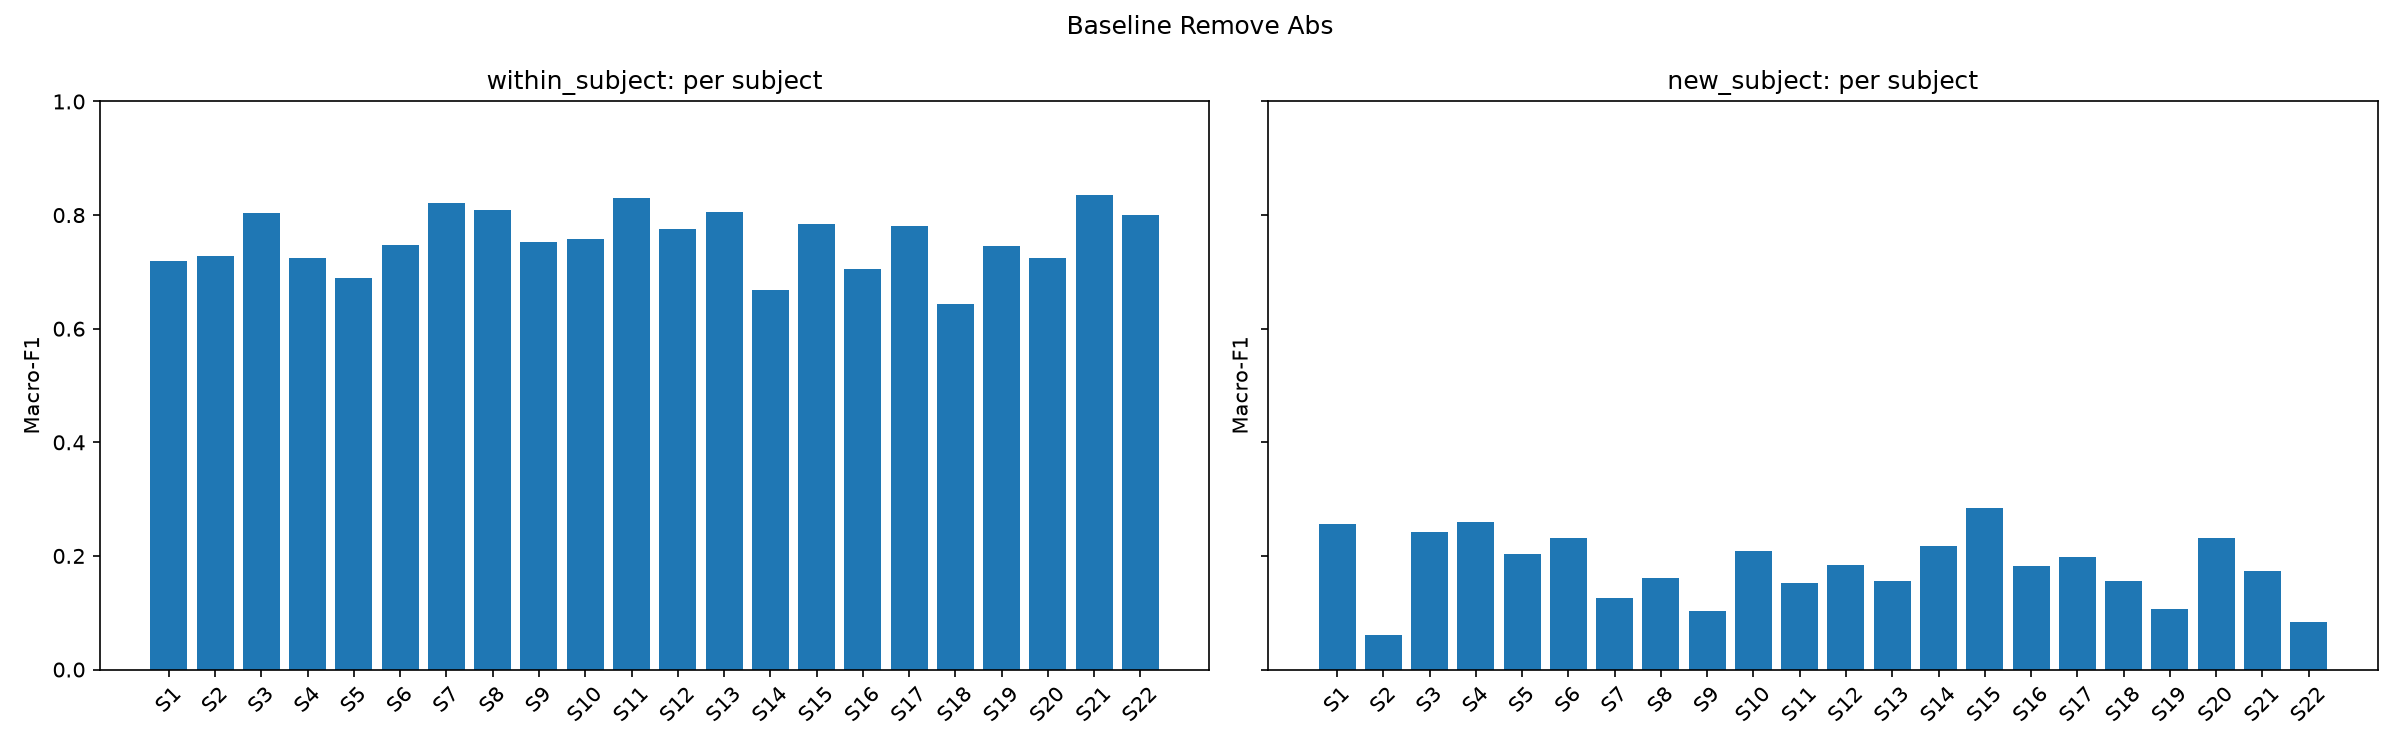 Baseline Remove Abs
within_subject: per subject
Macro-F1
1.0
0.8
0.6
0.4
0.2
0.0
S1 S2 S3 S4 S5 S6 S7 S8 S9 S10 S11 S12 S13 S14 S15 S16 S17 S18 S19 S20 S21 S22
new_subject: per subject
Macro-F1
S1 S2 S3 S4 S5 S6 S7 S8 S9 S10 S11 S12 S13 S14 S15 S16 S17 S18 S19 S20 S21 S22